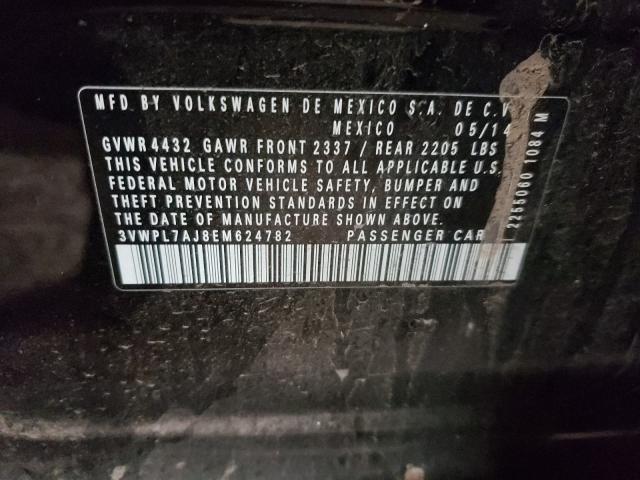 MFD BY VOLKSWAGEN DE MEXICO S.A. DE C.V
MEXICO 05/14
GVWR 4432 GAWR FRONT 2337 / REAR 2205 LBS
THIS VEHICLE CONFORMS TO ALL APPLICABLE U.S.
FEDERAL MOTOR VEHICLE SAFETY, BUMPER AND
THEFT PREVENTION STANDARDS IN EFFECT ON
THE DATE OF MANUFACTURE SHOWN ABOVE.
3VWPL7AJ8EM624782 PASSENGER CAR
2255060 1084 M